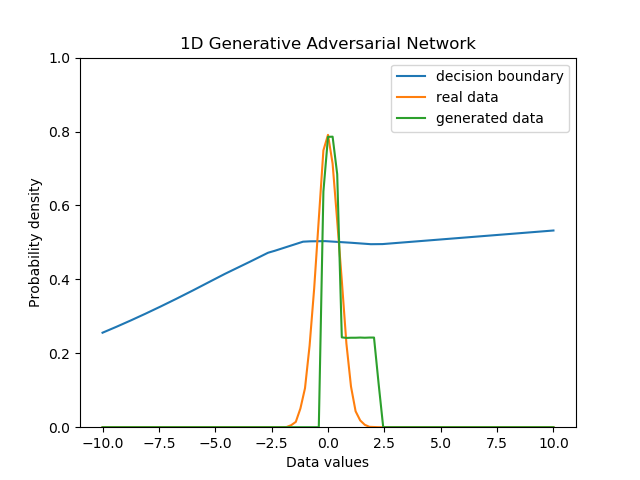 1D Generative Adversarial Network
decision boundary
real data
generated data
Probability density
1.0
0.8
0.6
0.4
0.2
0.0
−10.0 −7.5 −5.0 −2.5 0.0 2.5 5.0 7.5 10.0
Data values